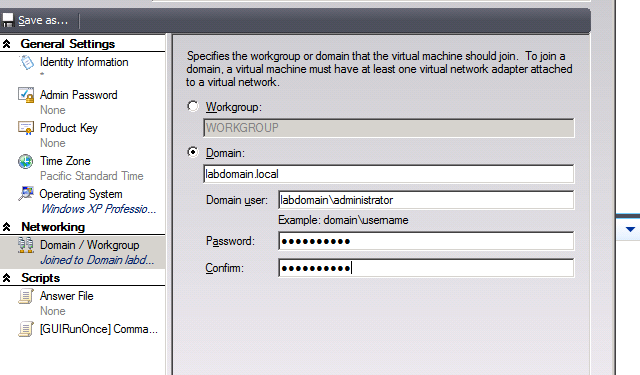 Save as...
General Settings
Identity Information
*
Admin Password
None
Product Key
None
Time Zone
Pacific Standard Time
Operating System
Windows XP Professio...
Networking
Domain / Workgroup
Joined to Domain labd...
Scripts
Answer File
None
[GUIRunOnce] Comma...
Specifies the workgroup or domain that the virtual machine should join. To join a
domain, a virtual machine must have at least one virtual network adapter attached
to a virtual network.
Workgroup:
WORKGROUP
Domain:
labdomain.local
Domain user: labdomain\administrator
Example: domain\username
Password: ●●●●●●●●●●
Confirm: ●●●●●●●●●●